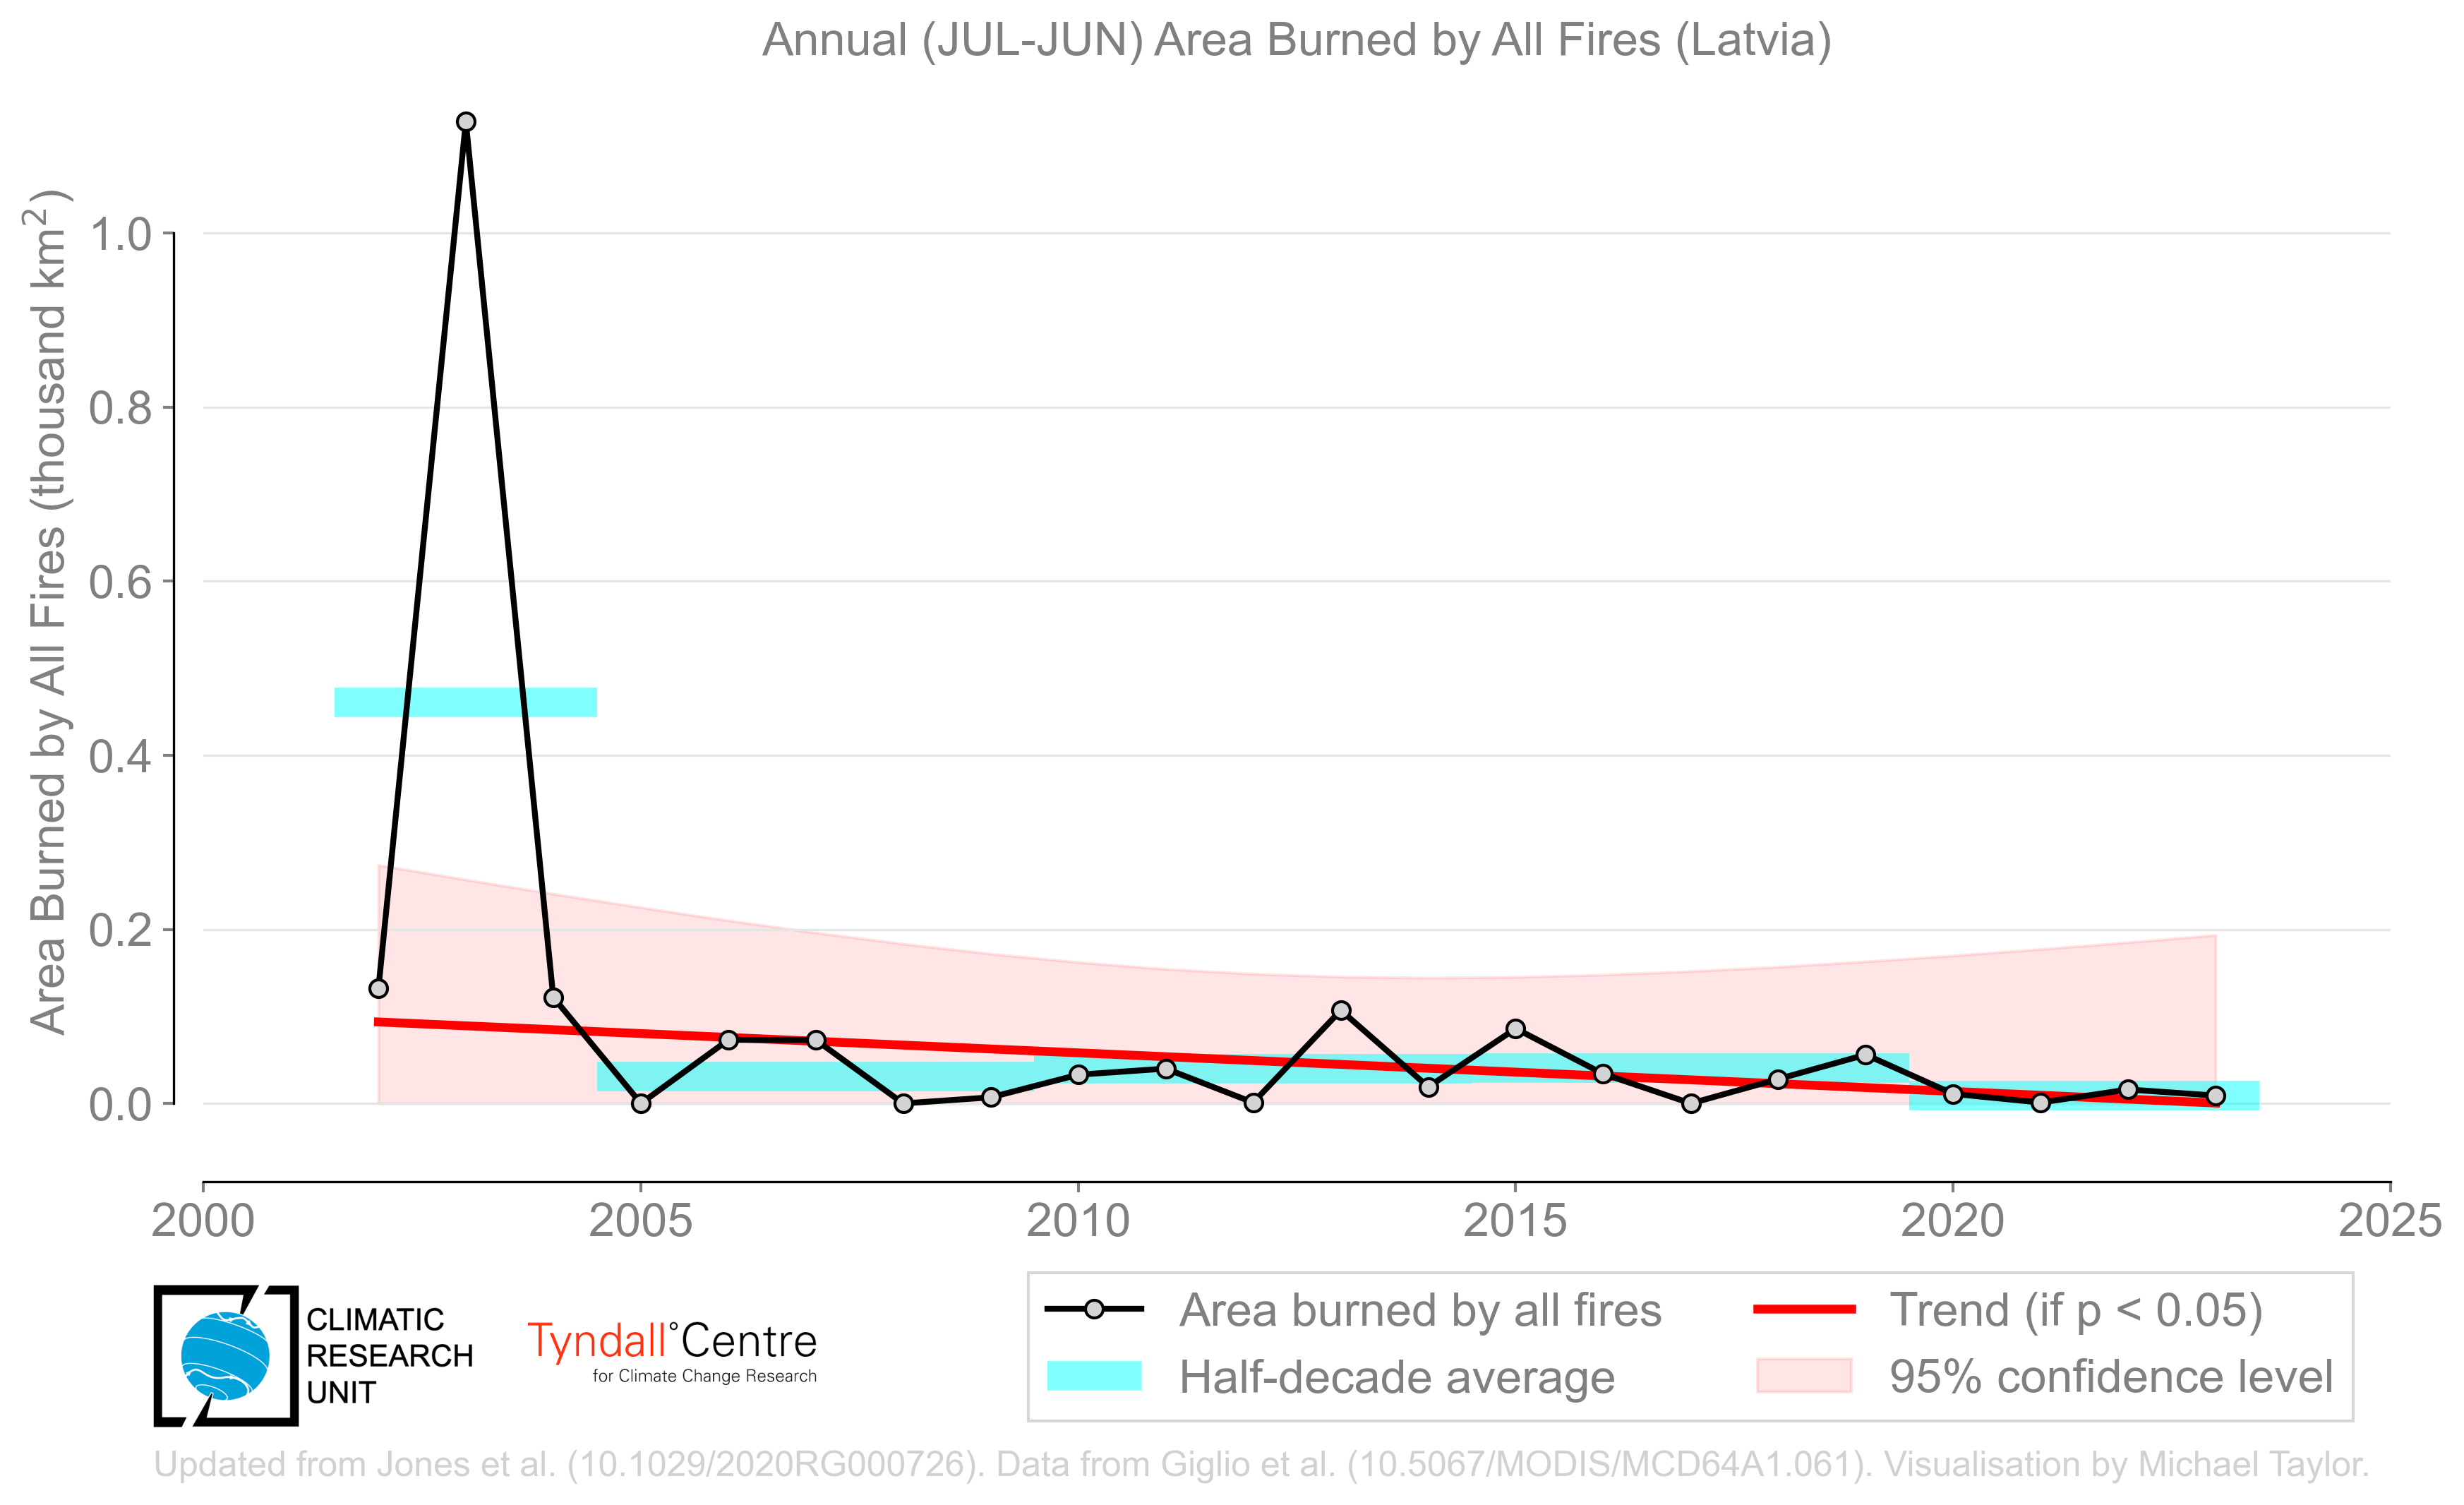 Annual (JUL-JUN) Area Burned by All Fires (Latvia)
Area Burned by All Fires (thousand km²)
1.0
0.8
0.6
0.4
0.2
0.0
2000 2005 2010 2015 2020 2025
CLIMATIC
RESEARCH
UNIT
Tyndall°Centre
for Climate Change Research
Area burned by all fires
Half-decade average
Trend (if p < 0.05)
95% confidence level
Updated from Jones et al. (10.1029/2020RG000726). Data from Giglio et al. (10.5067/MODIS/MCD64A1.061). Visualisation by Michael Taylor.